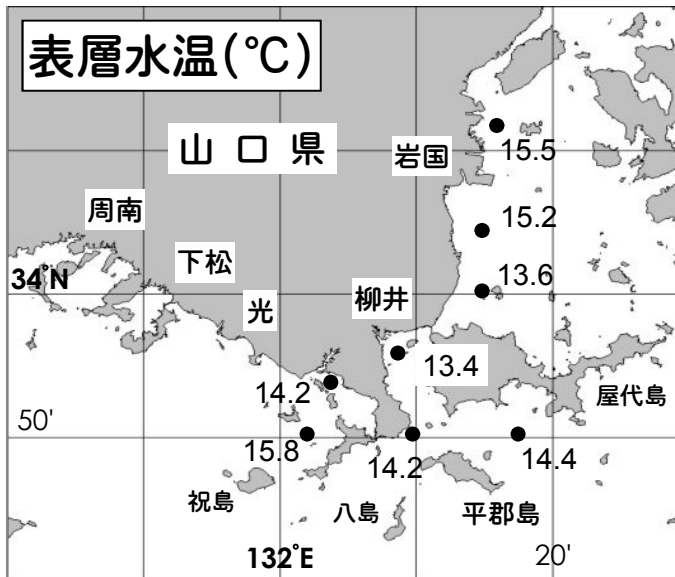 表層水温(℃)
山口県
岩国
15.5
周南
15.2
下松
34°N
13.6
柳井
光
13.4
14.2
屋代島
50'
15.8
14.2
14.4
祝島
八島
平郡島
132°E
20'